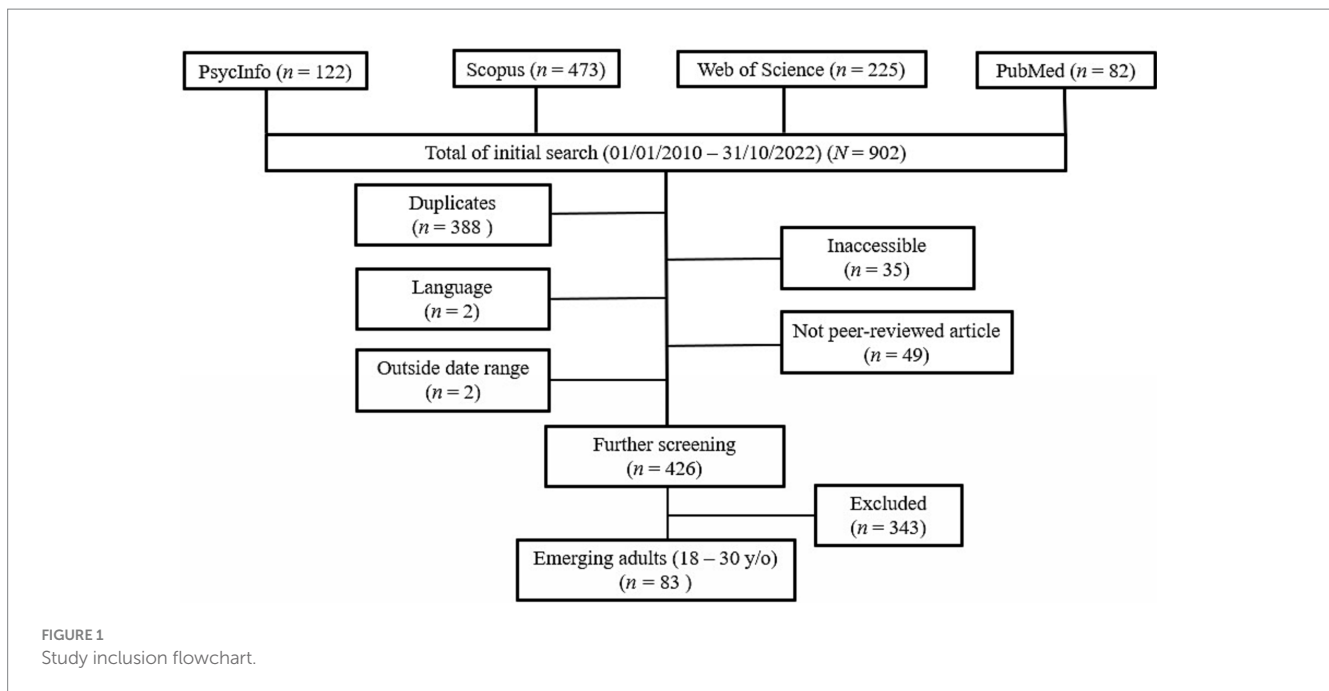 PsycInfo (n = 122)
Scopus (n = 473)
Web of Science (n = 225)
PubMed (n = 82)
Total of initial search (01/01/2010 – 31/10/2022) (N = 902)
Duplicates
(n = 388 )
Inaccessible
(n = 35)
Language
(n = 2)
Not peer-reviewed article
(n = 49)
Outside date range
(n = 2)
Further screening
(n = 426)
Excluded
(n = 343)
Emerging adults (18 – 30 y/o)
(n = 83 )
FIGURE 1
Study inclusion flowchart.